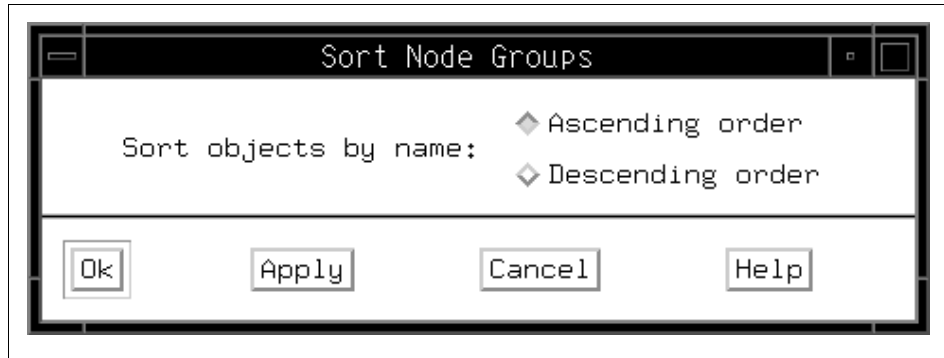 Sort Node Groups
Ascending order
Sort objects by name:
Descending order
Ok Apply Cancel Help